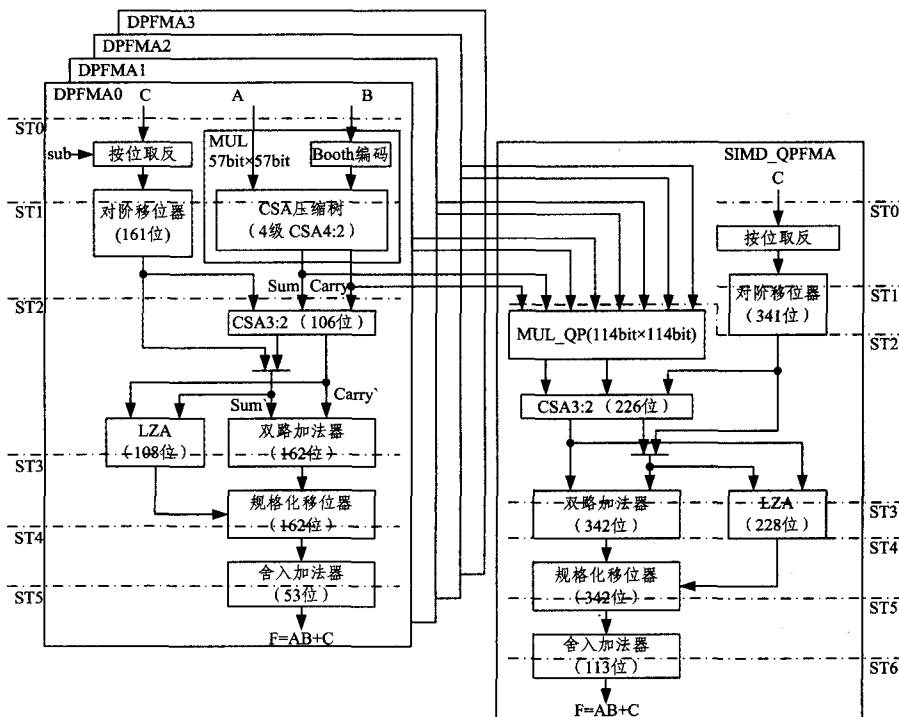 DPFMA3
DPFMA2
DPFMA1
DPFMA0
C
A
B
ST0
sub
按位取反
MUL
57bit×57bit
Booth编码
ST1
对阶移位器
(161位)
CSA压缩树
(4级 CSA4:2)
Sum
Carry
ST2
CSA3:2 (106位)
Sum`
Carry`
LZA
(108位)
双路加法器
(162位)
ST3
规格化移位器
(162位)
ST4
舍入加法器
(53位)
ST5
F=AB+C
SIMD_QPFMA
C
ST0
按位取反
ST1
对阶移位器
(341位)
ST2
MUL_QP(114bit×114bit)
CSA3:2 (226位)
双路加法器
(342位)
LZA
(228位)
ST3
ST4
规格化移位器
(342位)
ST5
舍入加法器
(113位)
ST6
F=AB+C